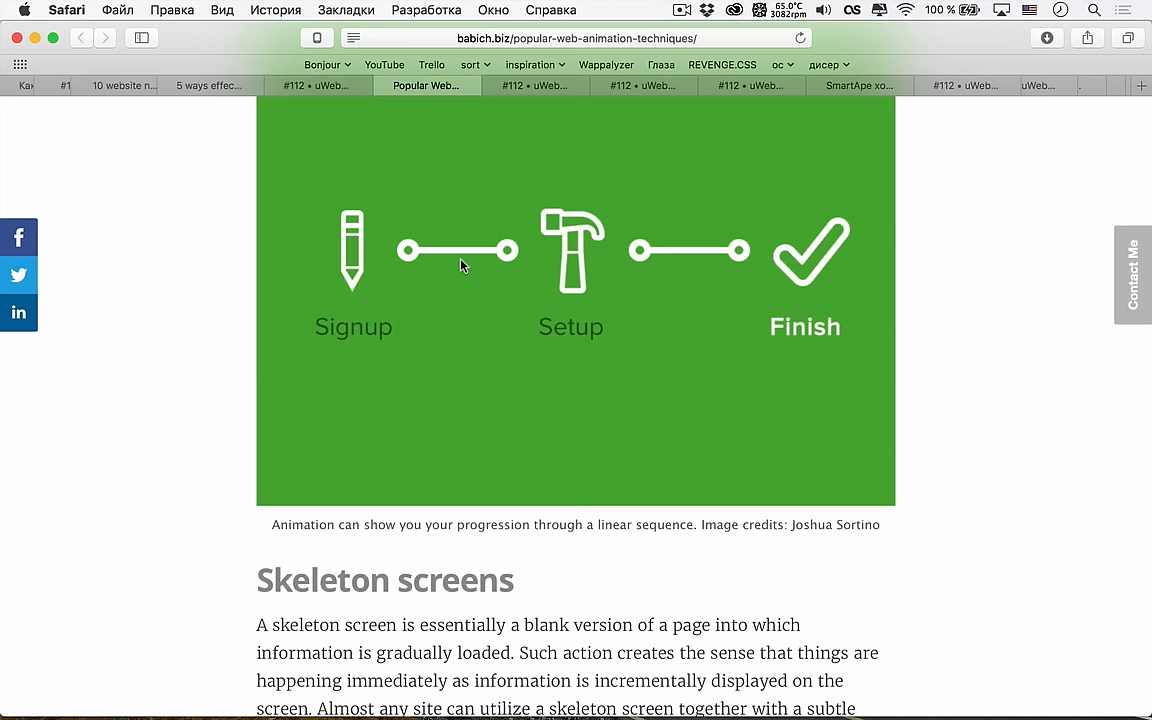 Safari Файл Правка Вид История Закладки Разработка Окно Справка 65.0°C 3082rpm 100 %
babich.biz/popular-web-animation-techniques/
Bonjour YouTube Trello sort inspiration Wappalyzer Глаза REVENGE.CSS ос дисер
Как #1 10 website n... 5 ways effec... #112 • uWeb... Popular Web... #112 • uWeb... #112 • uWeb... #112 • uWeb... SmartApe хо... #112 • uWeb... uWeb...
Contact Me
Signup Setup Finish
Animation can show you your progression through a linear sequence. Image credits: Joshua Sortino
Skeleton screens
A skeleton screen is essentially a blank version of a page into which
information is gradually loaded. Such action creates the sense that things are
happening immediately as information is incrementally displayed on the
screen. Almost any site can utilize a skeleton screen together with a subtle